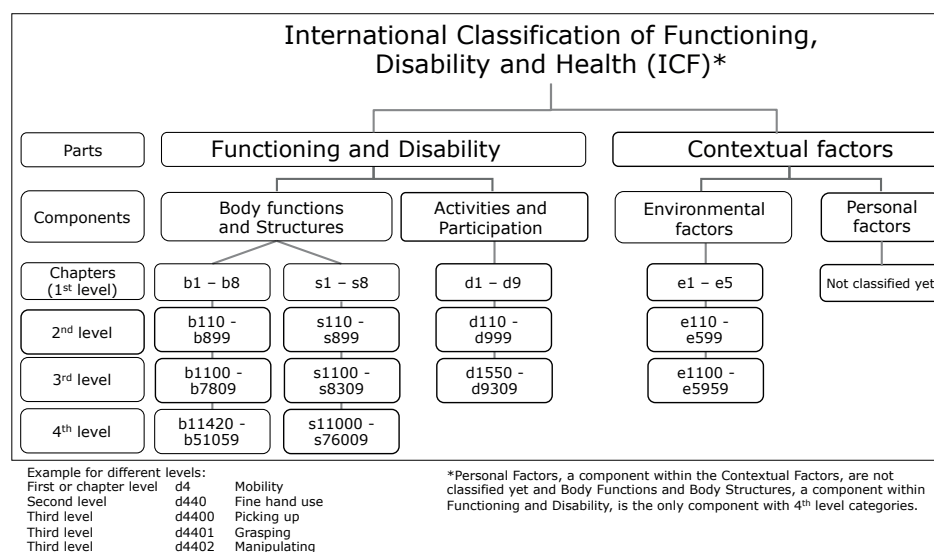 International Classification of Functioning,
Disability and Health (ICF)*
Parts
Functioning and Disability
Contextual factors
Components
Body functions
and Structures
Activities and
Participation
Environmental
factors
Personal
factors
Chapters
(1st level)
b1 – b8
s1 – s8
d1 – d9
e1 – e5
Not classified yet
2nd level
b110 -
b899
s110 -
s899
d110 -
d999
e110 -
e599
3rd level
b1100 -
b7809
s1100 -
s8309
d1550 -
d9309
e1100 -
e5959
4th level
b11420 -
b51059
s11000 -
s76009
Example for different levels:
First or chapter level d4 Mobility
Second level d440 Fine hand use
Third level d4400 Picking up
Third level d4401 Grasping
Third level d4402 Manipulating
*Personal Factors, a component within the Contextual Factors, are not
classified yet and Body Functions and Body Structures, a component within
Functioning and Disability, is the only component with 4th level categories.